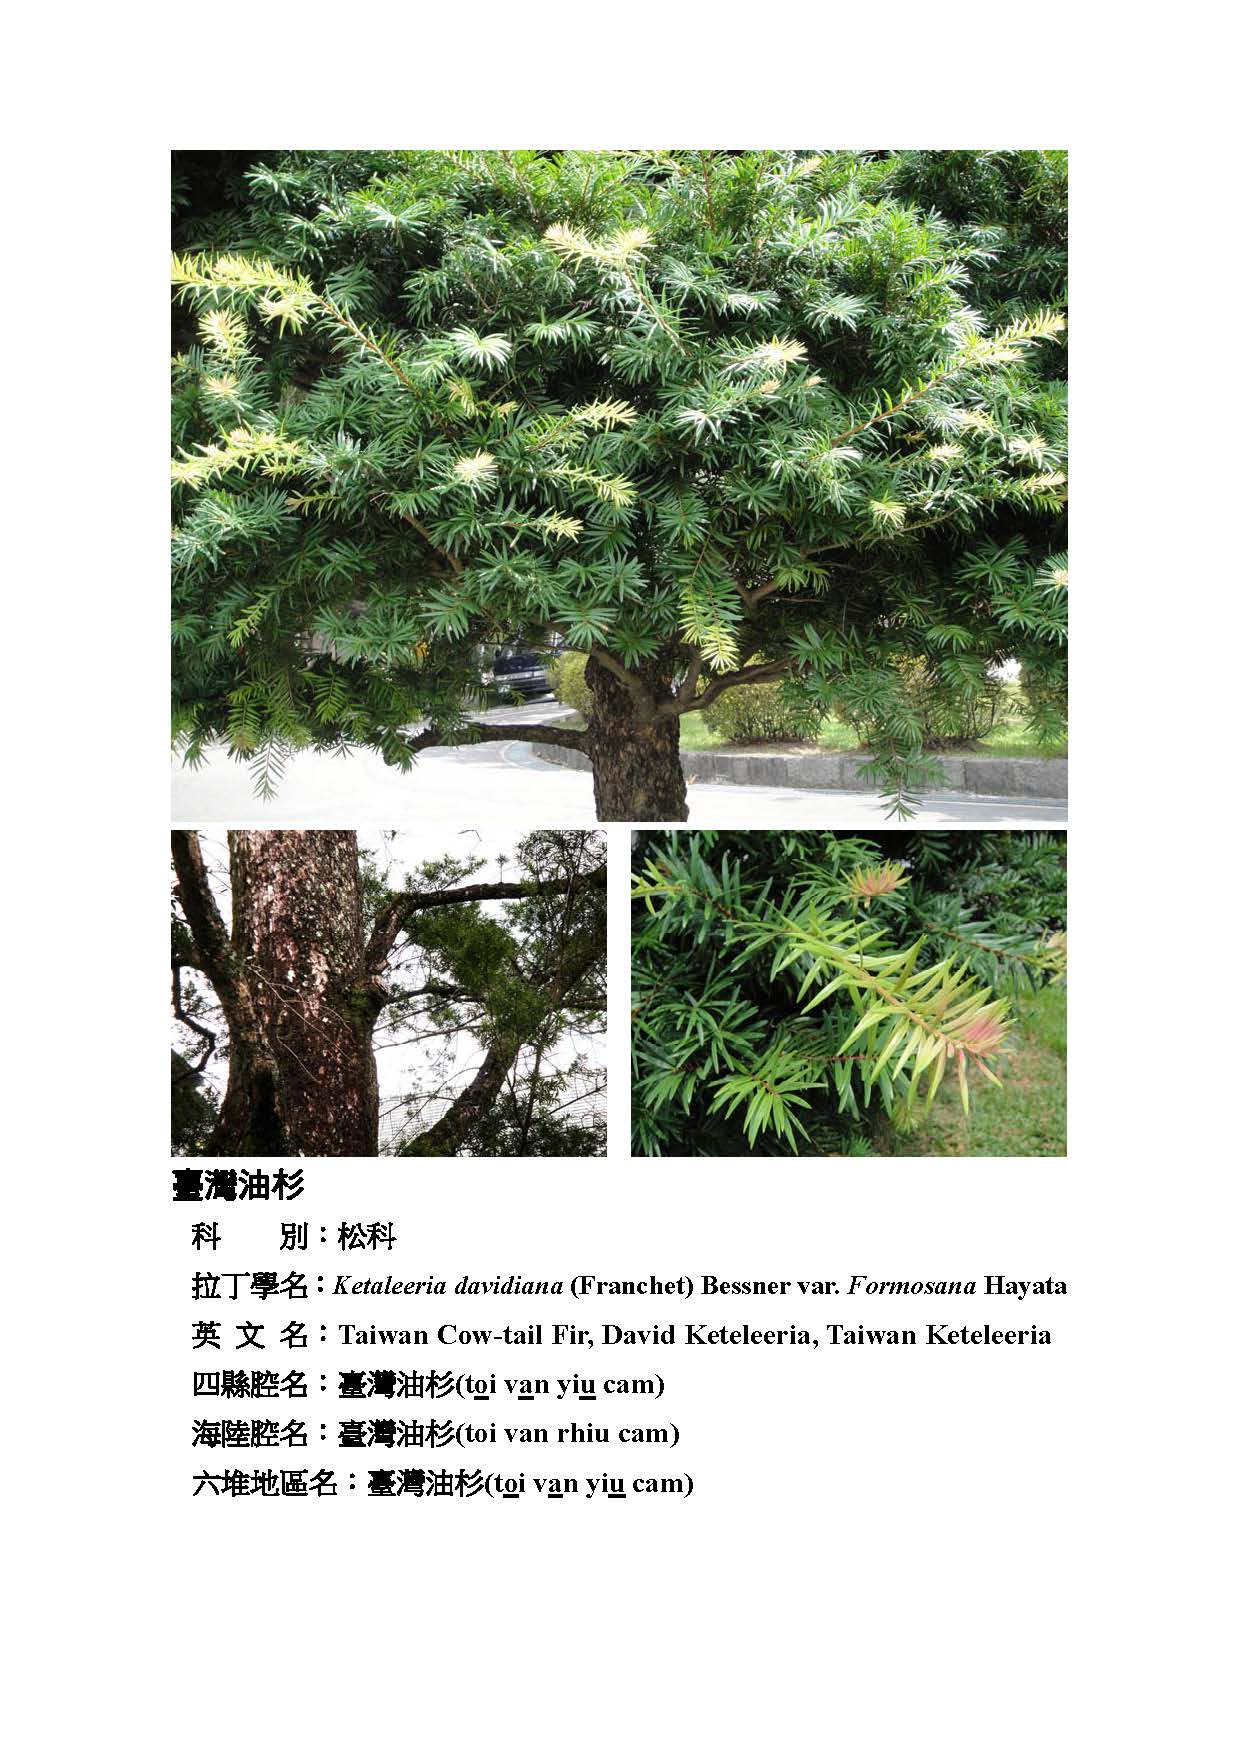 臺灣油杉
科　　別：松科
拉丁學名：Ketaleeria davidiana (Franchet) Bessner var. Formosana Hayata
英 文 名：Taiwan Cow-tail Fir, David Keteleeria, Taiwan Keteleeria
四縣腔名：臺灣油杉(toi van yiu cam)
海陸腔名：臺灣油杉(toi van rhiu cam)
六堆地區名：臺灣油杉(toi van yiu cam)